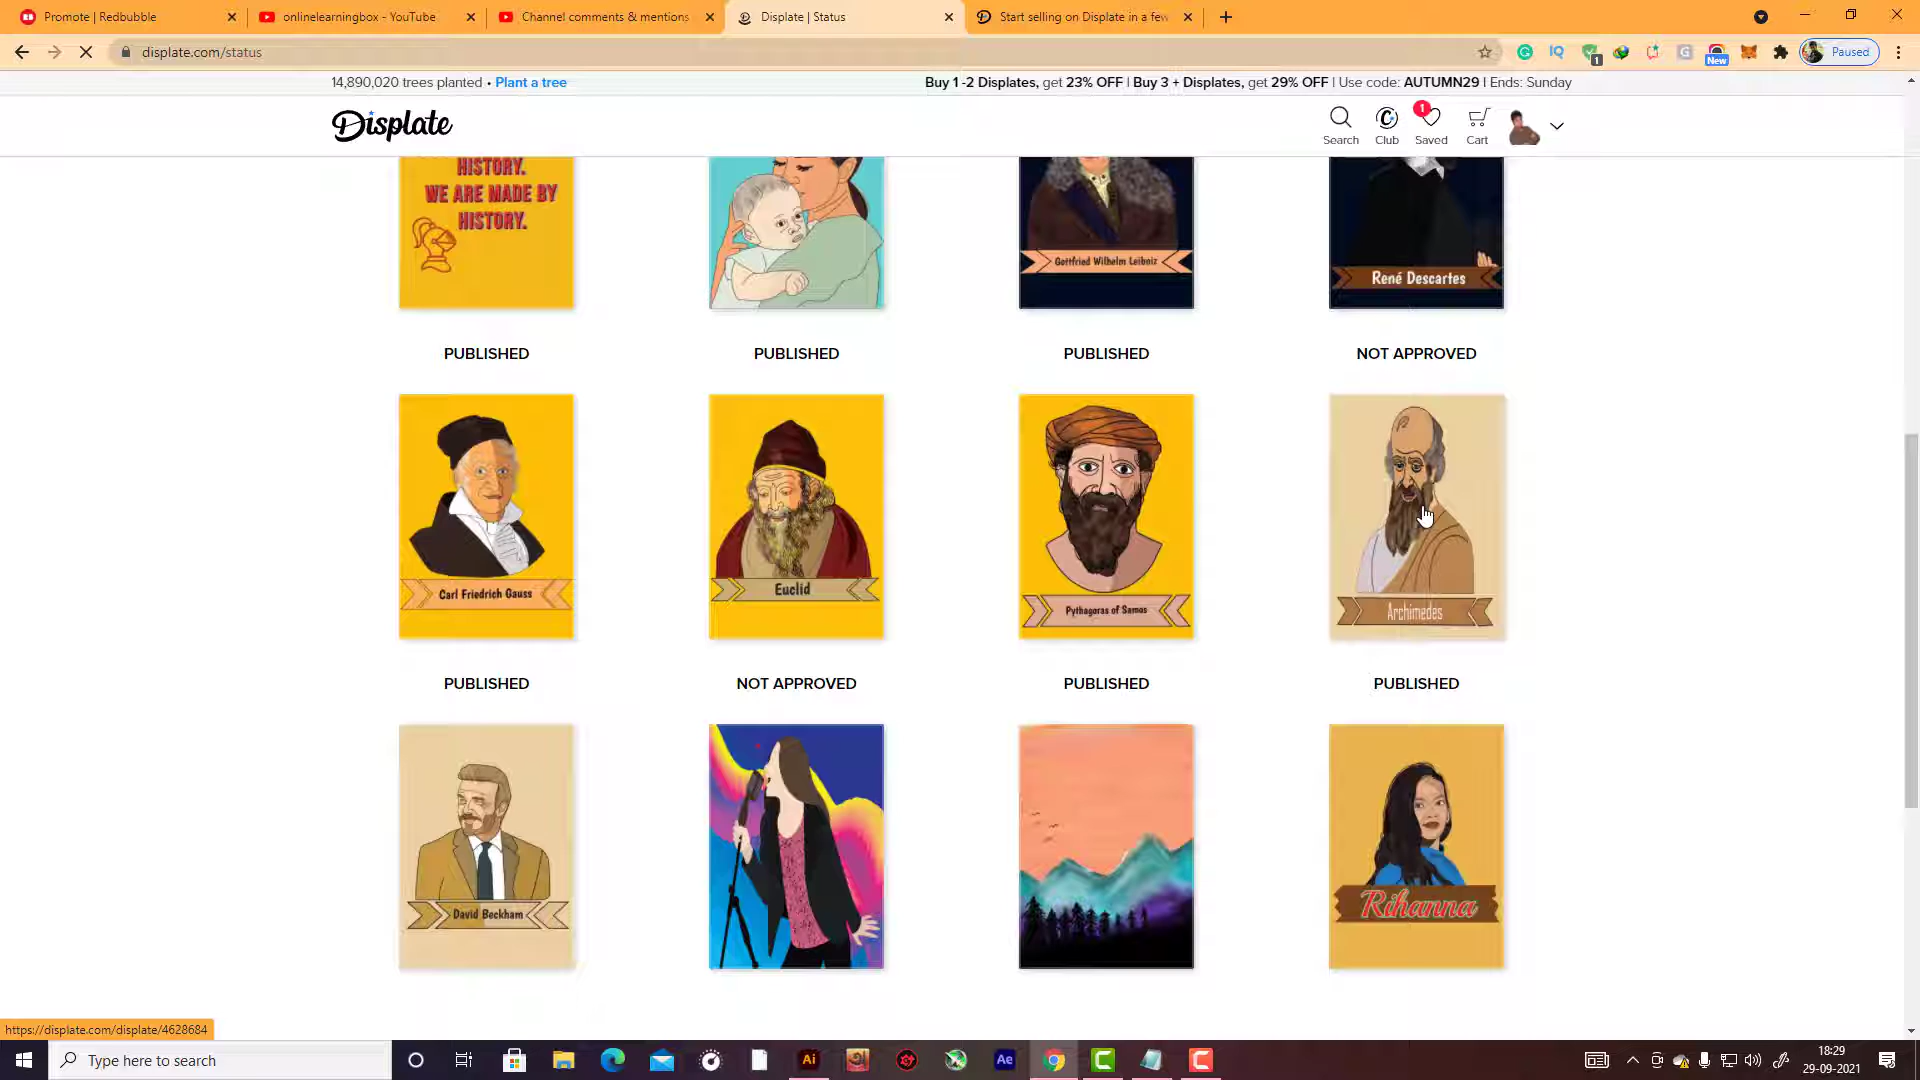 Promote | Redbubble
onlinelearningbox - YouTube
Channel comments & mentions
Displate | Status
Start selling on Displate in a few
displate.com/status
1
New
Paused
14,890,020 trees planted • Plant a tree
Buy 1 -2 Displates, get 23% OFF | Buy 3 + Displates, get 29% OFF | Use code: AUTUMN29 | Ends: Sunday
Displate
Search
Club
1
Saved
Cart
HISTORY.
WE ARE MADE BY
HISTORY.
Gottfried Wilhelm Leibniz
René Descartes
PUBLISHED
PUBLISHED
PUBLISHED
NOT APPROVED
Carl Friedrich Gauss
Euclid
Pythagoras of Samos
Archimedes
PUBLISHED
NOT APPROVED
PUBLISHED
PUBLISHED
David Beckham
Rihanna
https://displate.com/displate/4628684
Type here to search
Ai
Ae
18:29
29-09-2021